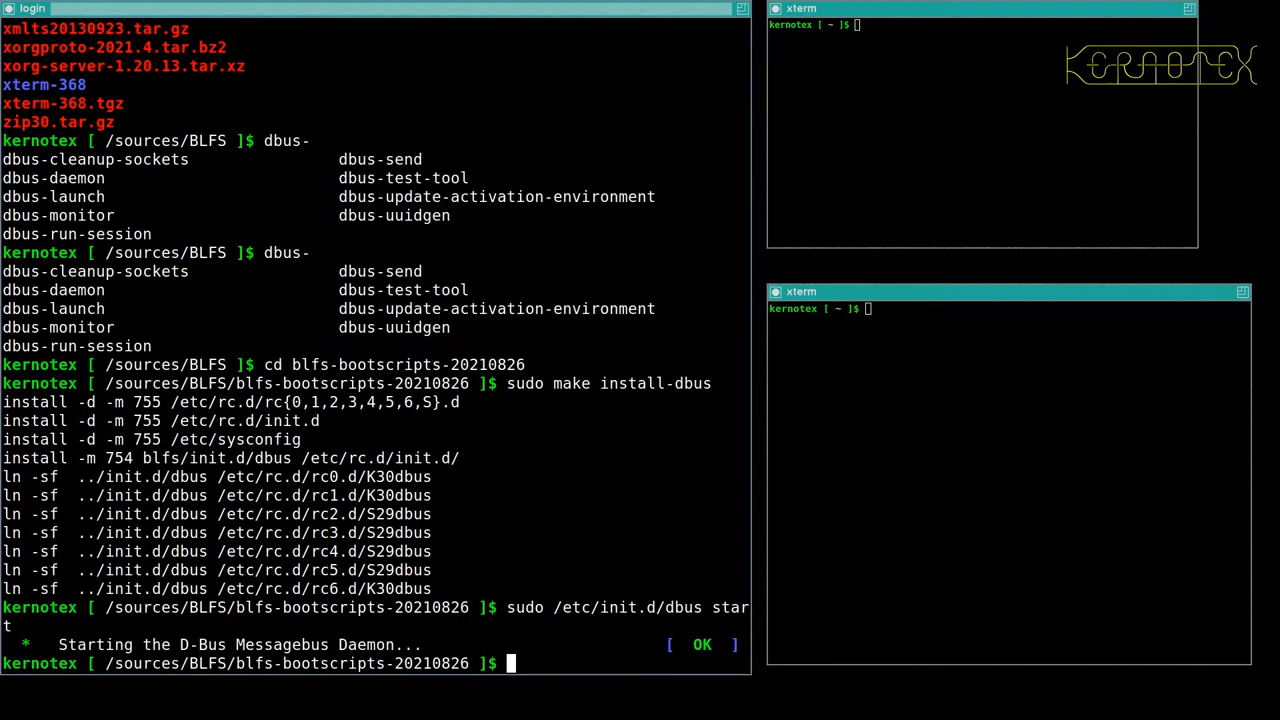 login
xmlts20130923.tar.gz
xorgproto-2021.4.tar.bz2
xorg-server-1.20.13.tar.xz
xterm-368
xterm-368.tgz
zip30.tar.gz
kernotex [ /sources/BLFS ]$ dbus-
dbus-cleanup-sockets dbus-send
dbus-daemon dbus-test-tool
dbus-launch dbus-update-activation-environment
dbus-monitor dbus-uuidgen
dbus-run-session
kernotex [ /sources/BLFS ]$ dbus-
dbus-cleanup-sockets dbus-send
dbus-daemon dbus-test-tool
dbus-launch dbus-update-activation-environment
dbus-monitor dbus-uuidgen
dbus-run-session
kernotex [ /sources/BLFS ]$ cd blfs-bootscripts-20210826
kernotex [ /sources/BLFS/blfs-bootscripts-20210826 ]$ sudo make install-dbus
install -d -m 755 /etc/rc.d/rc{0,1,2,3,4,5,6,S}.d
install -d -m 755 /etc/rc.d/init.d
install -d -m 755 /etc/sysconfig
install -m 754 blfs/init.d/dbus /etc/rc.d/init.d/
ln -sf  ../init.d/dbus /etc/rc.d/rc0.d/K30dbus
ln -sf  ../init.d/dbus /etc/rc.d/rc1.d/K30dbus
ln -sf  ../init.d/dbus /etc/rc.d/rc2.d/S29dbus
ln -sf  ../init.d/dbus /etc/rc.d/rc3.d/S29dbus
ln -sf  ../init.d/dbus /etc/rc.d/rc4.d/S29dbus
ln -sf  ../init.d/dbus /etc/rc.d/rc5.d/S29dbus
ln -sf  ../init.d/dbus /etc/rc.d/rc6.d/K30dbus
kernotex [ /sources/BLFS/blfs-bootscripts-20210826 ]$ sudo /etc/init.d/dbus star
t
* Starting the D-Bus Messagebus Daemon... [ OK ]
kernotex [ /sources/BLFS/blfs-bootscripts-20210826 ]$
xterm
kernotex [ ~ ]$
KERNOTEX
xterm
kernotex [ ~ ]$